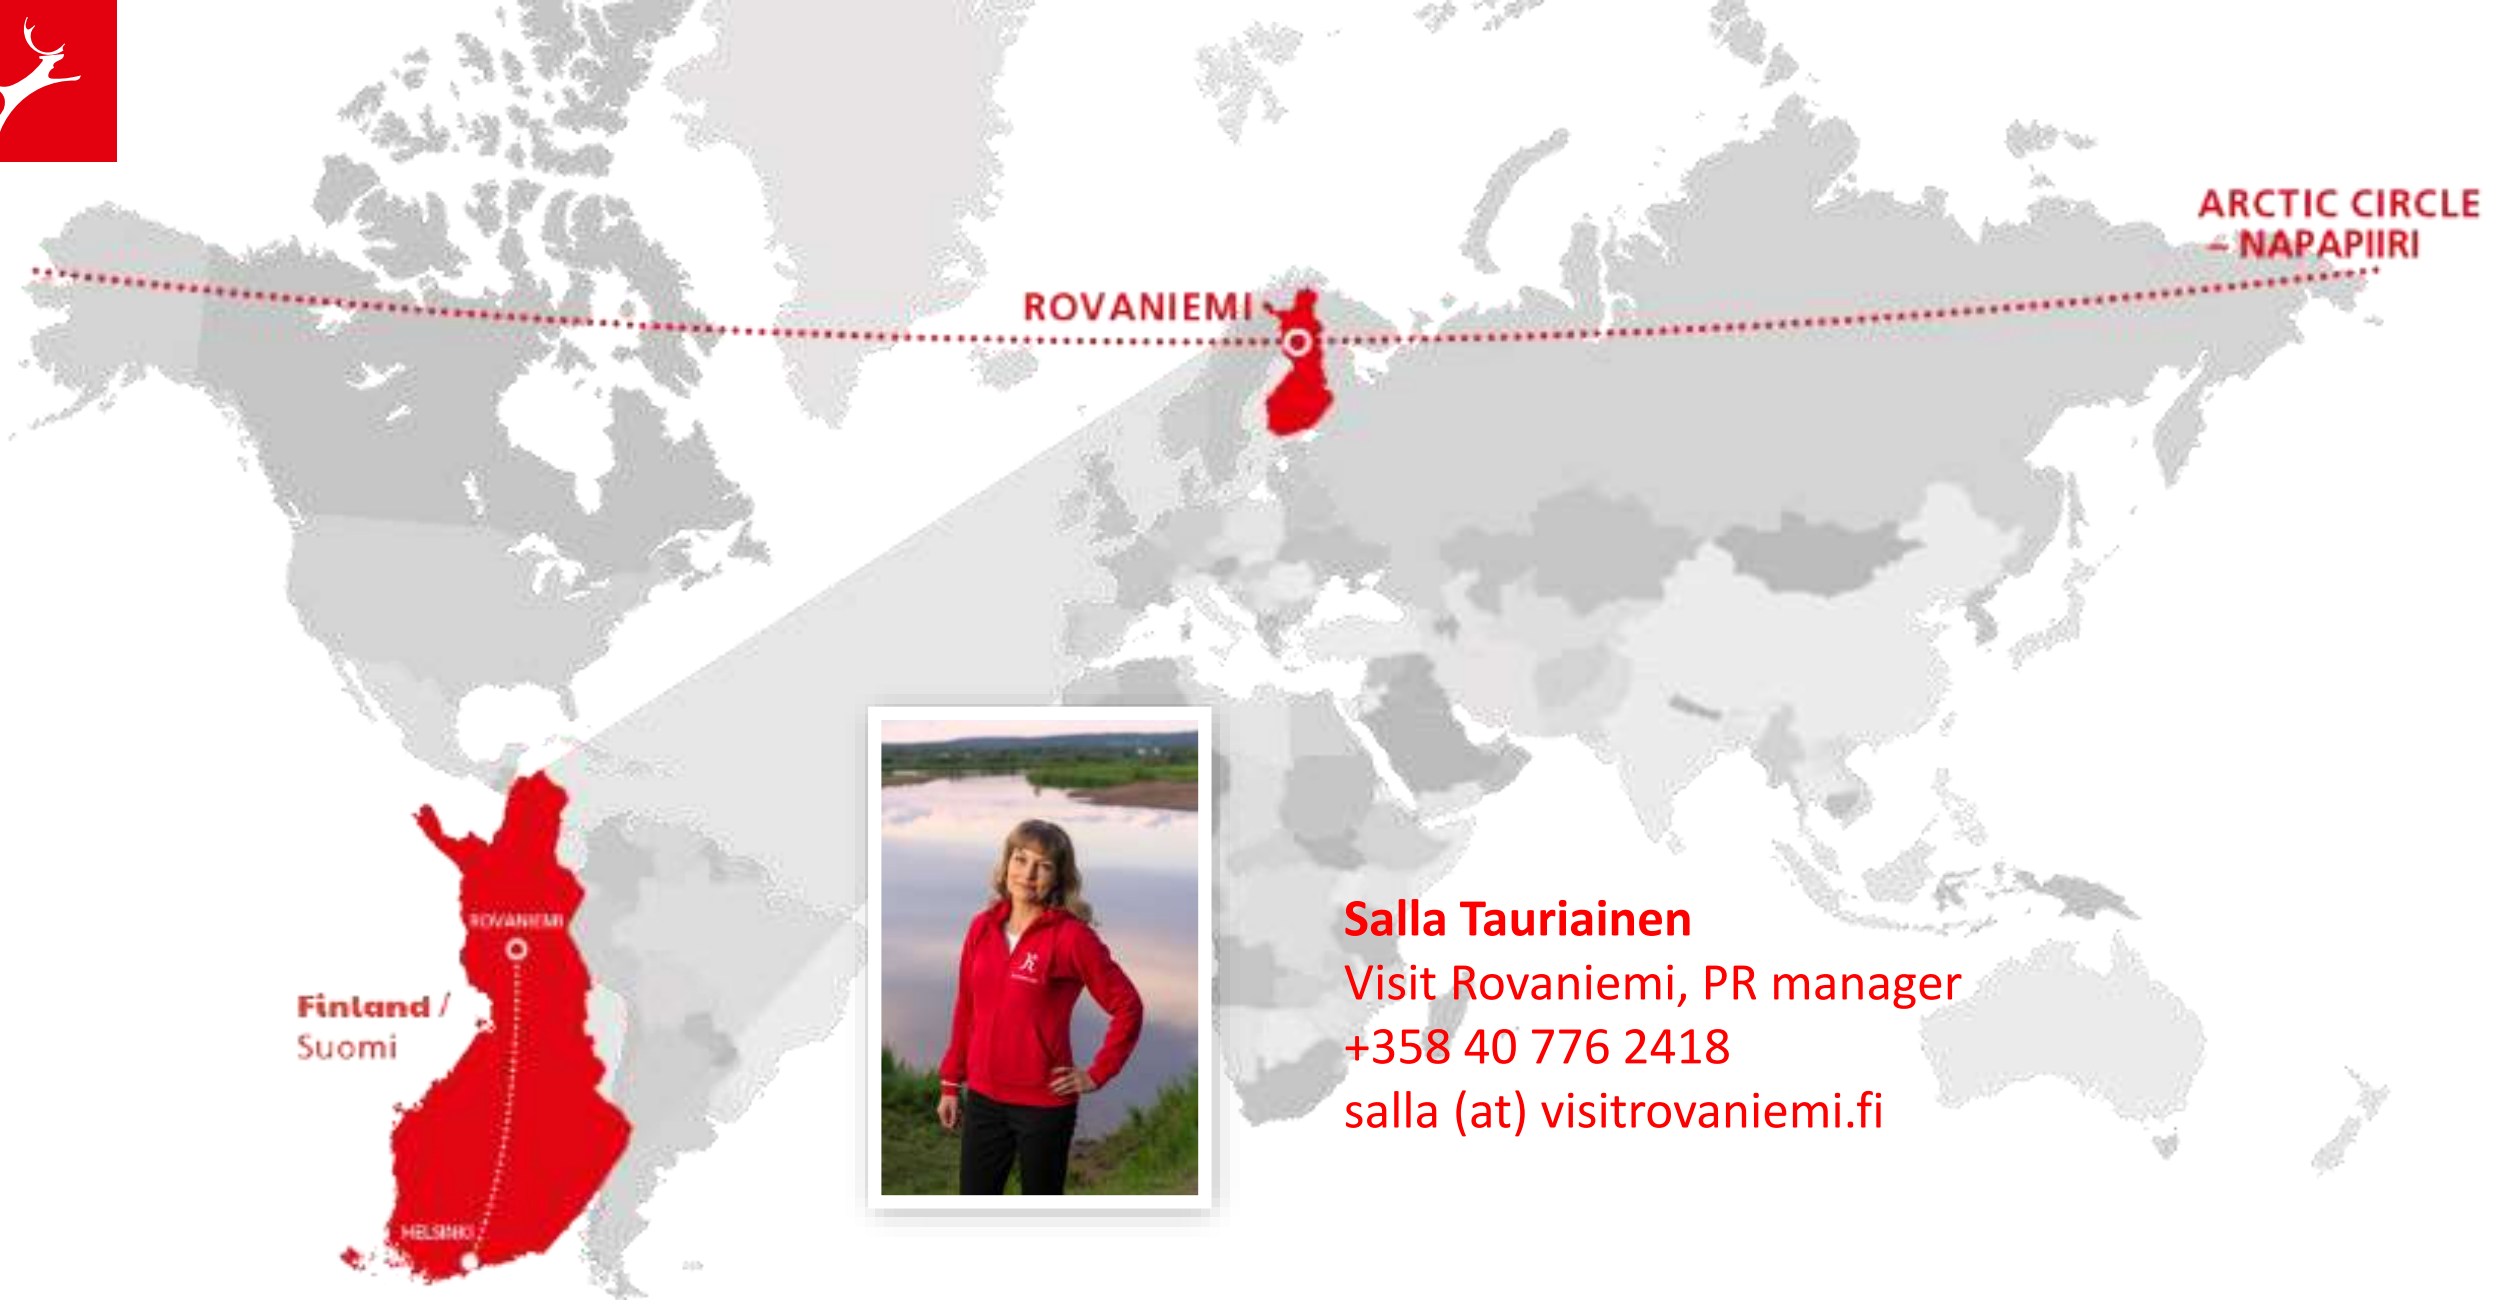 ARCTIC CIRCLE
– NAPAPIIRI
ROVANIEMI
ROVANIEMI
Finland /
Suomi
HELSINKI
Salla Tauriainen
Visit Rovaniemi, PR manager
+358 40 776 2418
salla (at) visitrovaniemi.fi